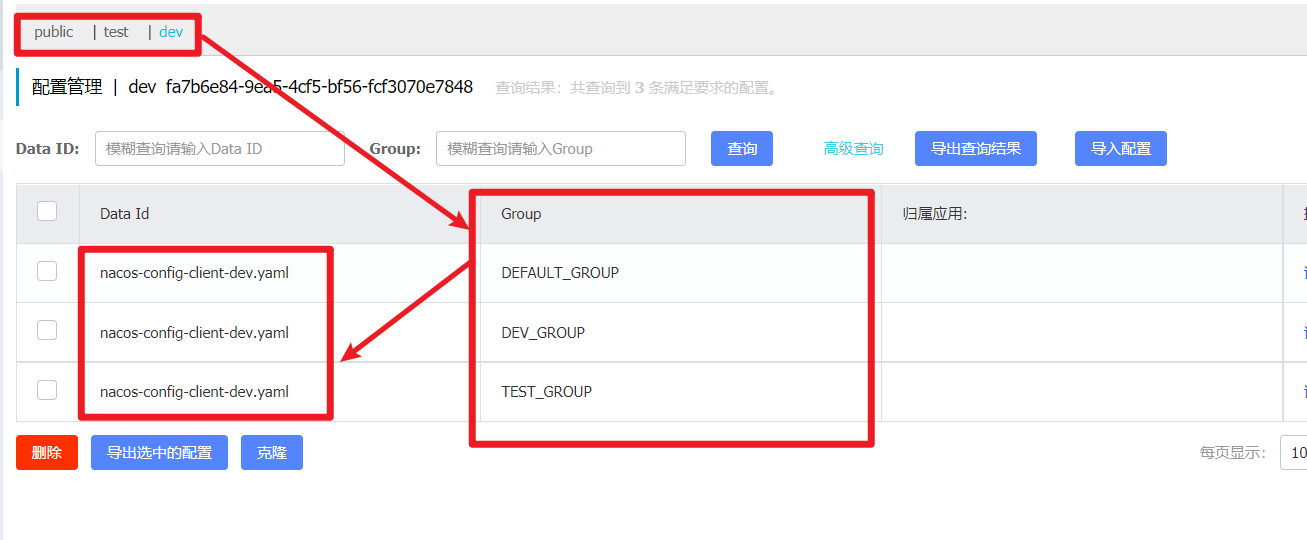 public | test | dev
配置管理 | dev fa7b6e84-9ea5-4cf5-bf56-fcf3070e7848 查询结果：共查询到 3 条满足要求的配置。
Data ID: 模糊查询请输入Data ID Group: 模糊查询请输入Group 查询 高级查询 导出查询结果 导入配置
Data Id Group 归属应用:
nacos-config-client-dev.yaml DEFAULT_GROUP
nacos-config-client-dev.yaml DEV_GROUP
nacos-config-client-dev.yaml TEST_GROUP
删除 导出选中的配置 克隆 每页显示： 10